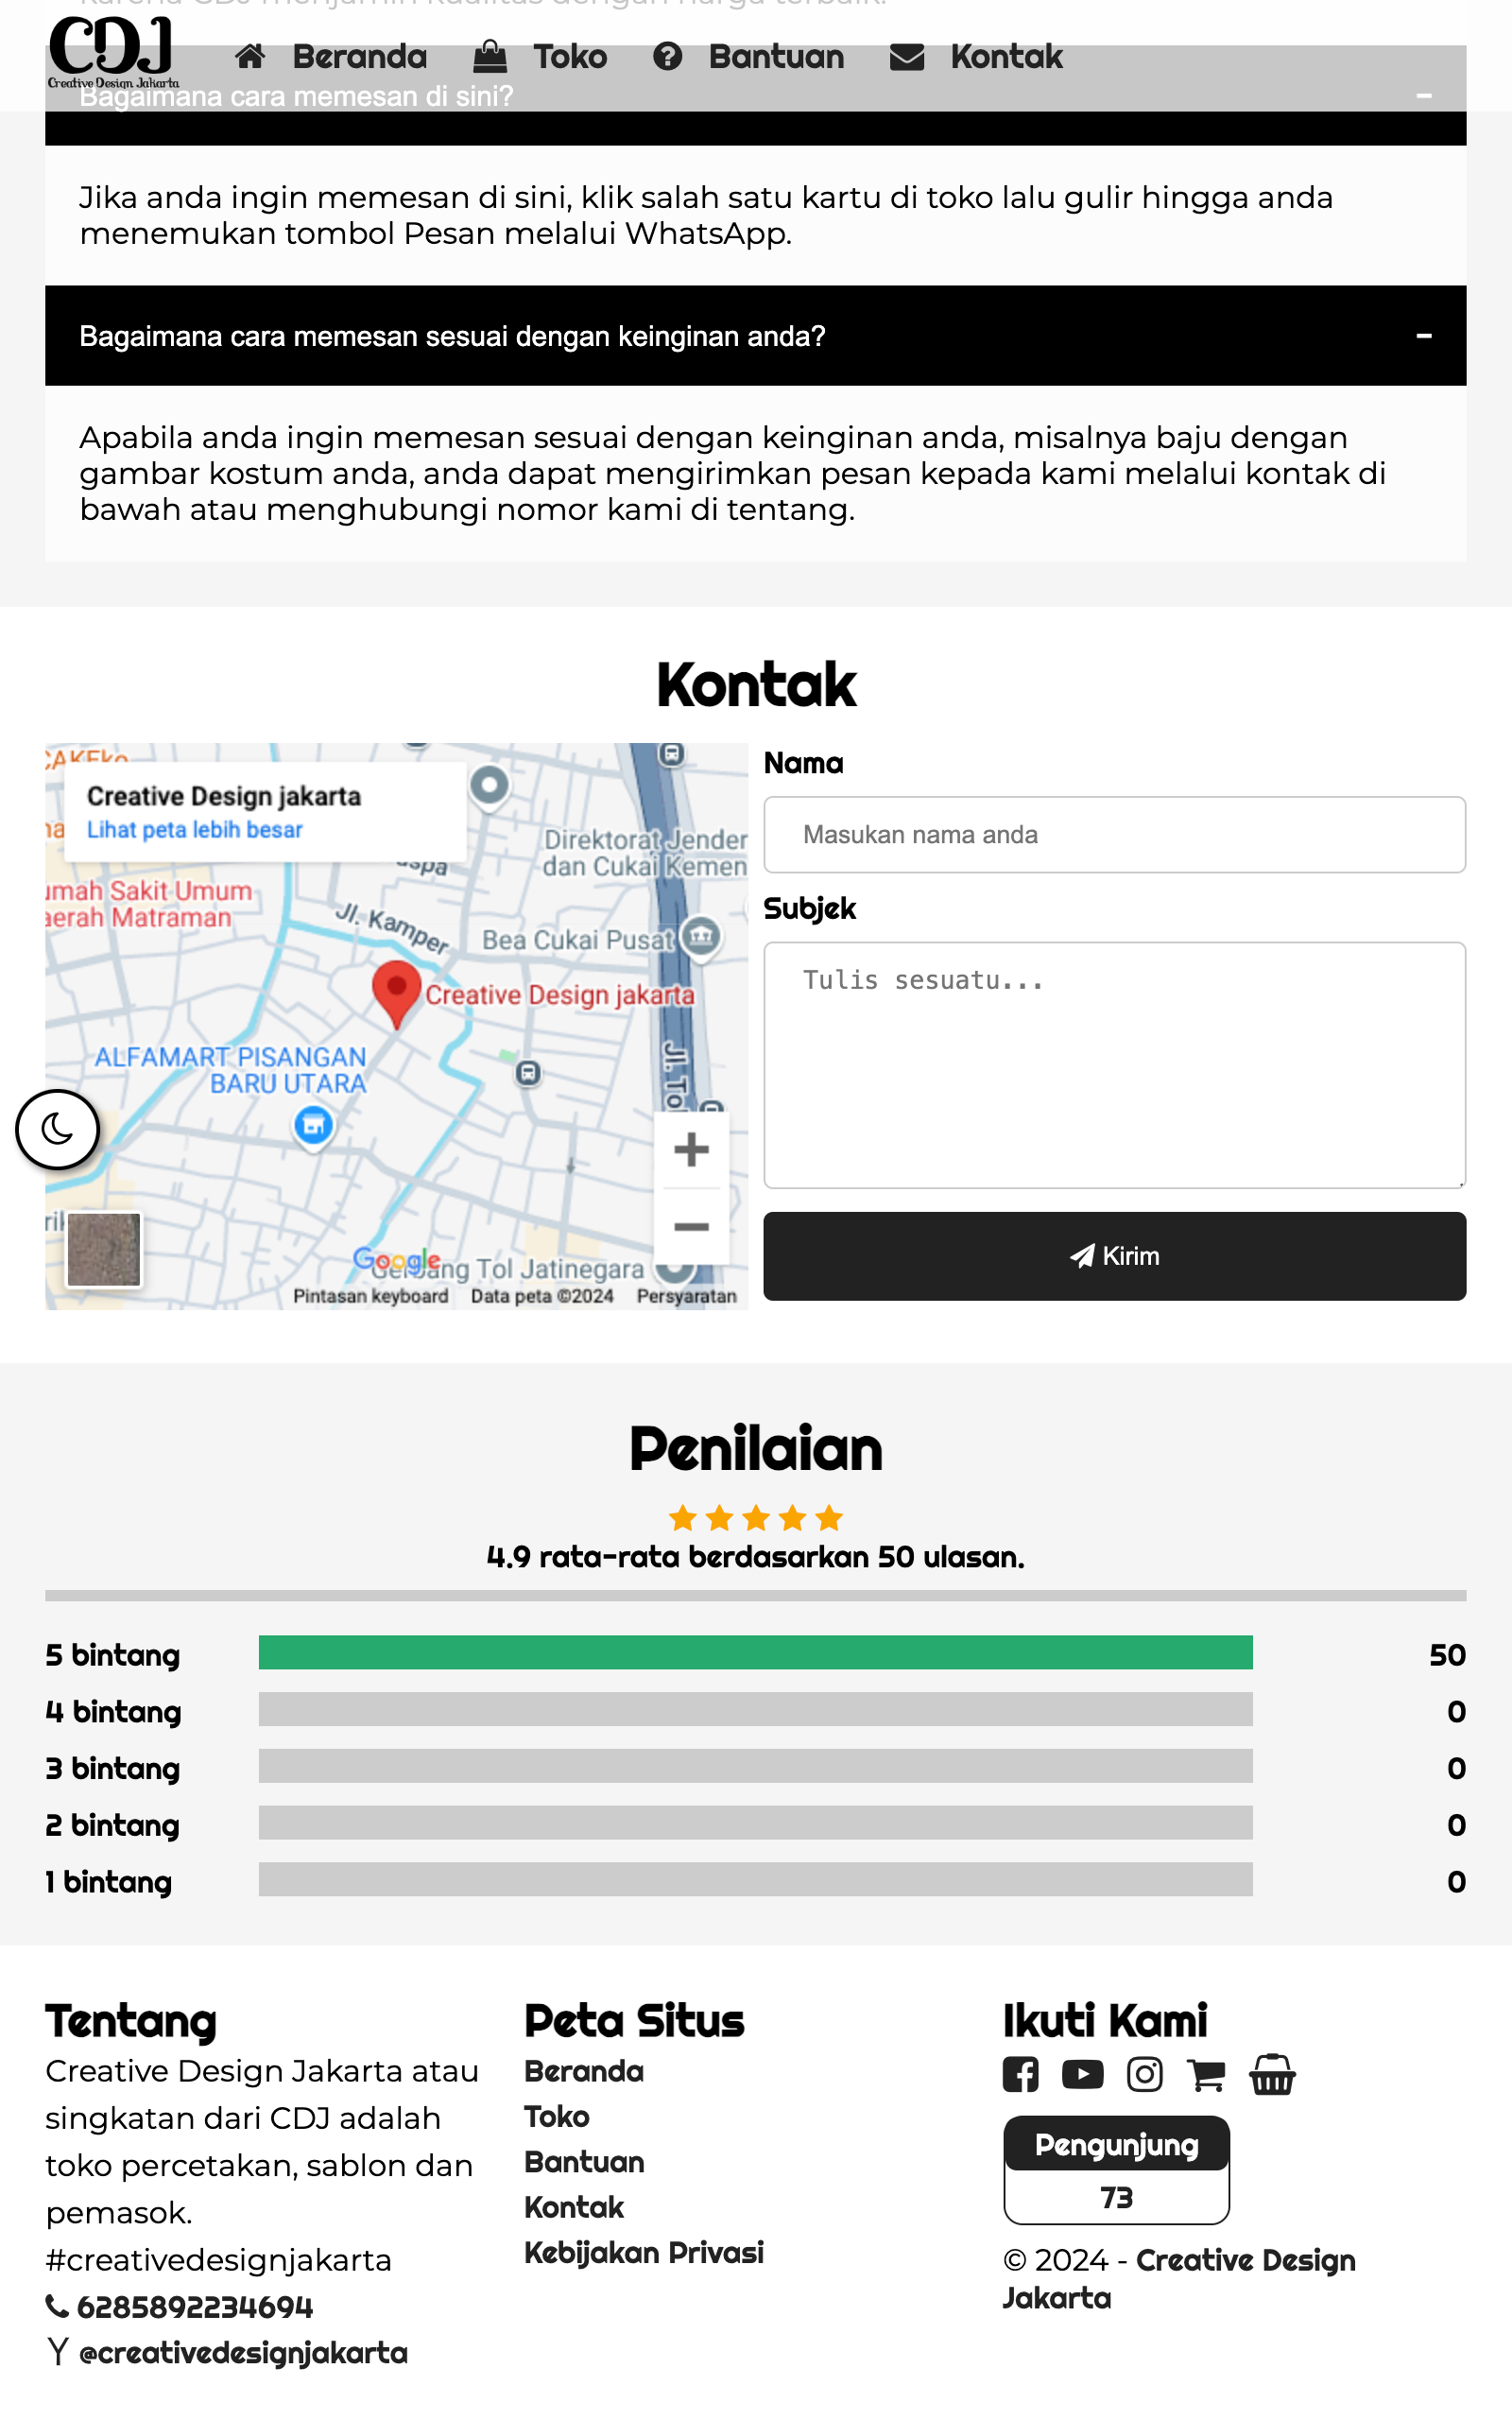 karena CDJ menjamin kualitas dengan harga terbaik.
CDJ
Creative Design Jakarta
Beranda
Toko
Bantuan
Kontak
Bagaimana cara memesan di sini?
Jika anda ingin memesan di sini, klik salah satu kartu di toko lalu gulir hingga anda
menemukan tombol Pesan melalui WhatsApp.
Bagaimana cara memesan sesuai dengan keinginan anda?
Apabila anda ingin memesan sesuai dengan keinginan anda, misalnya baju dengan
gambar kostum anda, anda dapat mengirimkan pesan kepada kami melalui kontak di
bawah atau menghubungi nomor kami di tentang.
Kontak
Creative Design jakarta
Lihat peta lebih besar
Direktorat Jender
dan Cukai Kemen
umah Sakit Umum
aerah Matraman
Jl. Kamper
Bea Cukai Pusat
Creative Design jakarta
ALFAMART PISANGAN
BARU UTARA
Jl. Tol
Google
Tol Jatinegara
Pintasan keyboard
Data peta ©2024
Persyaratan
Nama
Masukan nama anda
Subjek
Tulis sesuatu...
Kirim
Penilaian
4.9 rata-rata berdasarkan 50 ulasan.
5 bintang
50
4 bintang
0
3 bintang
0
2 bintang
0
1 bintang
0
Tentang
Creative Design Jakarta atau
singkatan dari CDJ adalah
toko percetakan, sablon dan
pemasok.
#creativedesignjakarta
6285892234694
@creativedesignjakarta
Peta Situs
Beranda
Toko
Bantuan
Kontak
Kebijakan Privasi
Ikuti Kami
Pengunjung
73
© 2024 - Creative Design
Jakarta